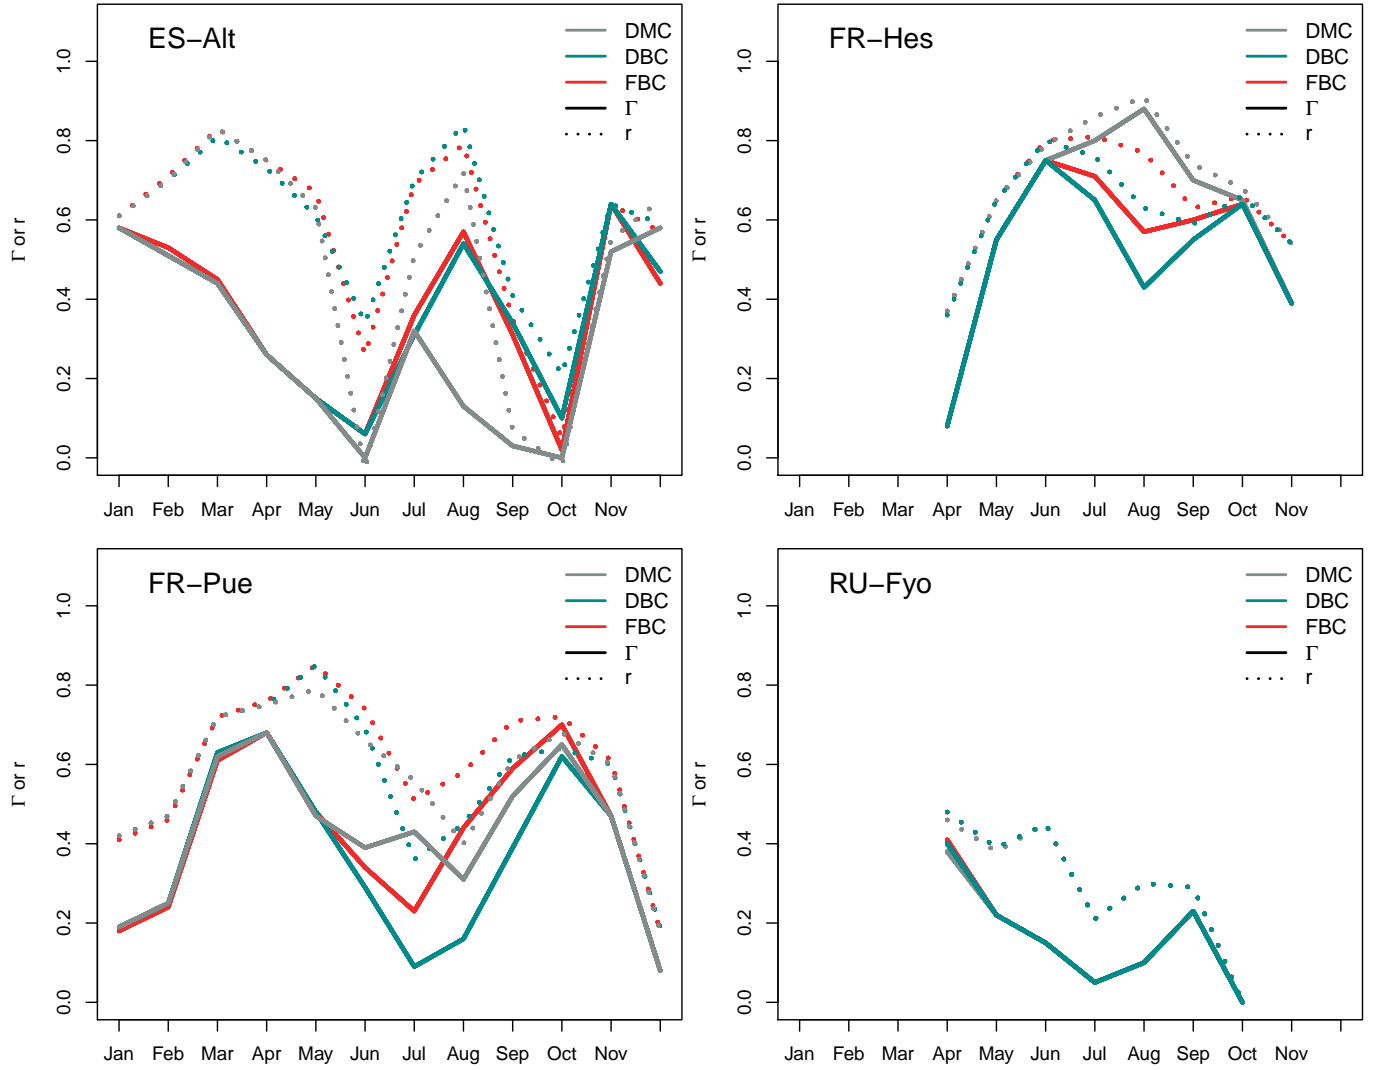 ES−Alt
DMC
DBC
FBC
Γ
r
Γ or r
1.0
0.8
0.6
0.4
0.2
0.0
Jan Feb Mar Apr May Jun Jul Aug Sep Oct Nov
FR−Hes
DMC
DBC
FBC
Γ
r
Γ or r
1.0
0.8
0.6
0.4
0.2
0.0
Jan Feb Mar Apr May Jun Jul Aug Sep Oct Nov
FR−Pue
DMC
DBC
FBC
Γ
r
Γ or r
1.0
0.8
0.6
0.4
0.2
0.0
Jan Feb Mar Apr May Jun Jul Aug Sep Oct Nov
RU−Fyo
DMC
DBC
FBC
Γ
r
Γ or r
1.0
0.8
0.6
0.4
0.2
0.0
Jan Feb Mar Apr May Jun Jul Aug Sep Oct Nov